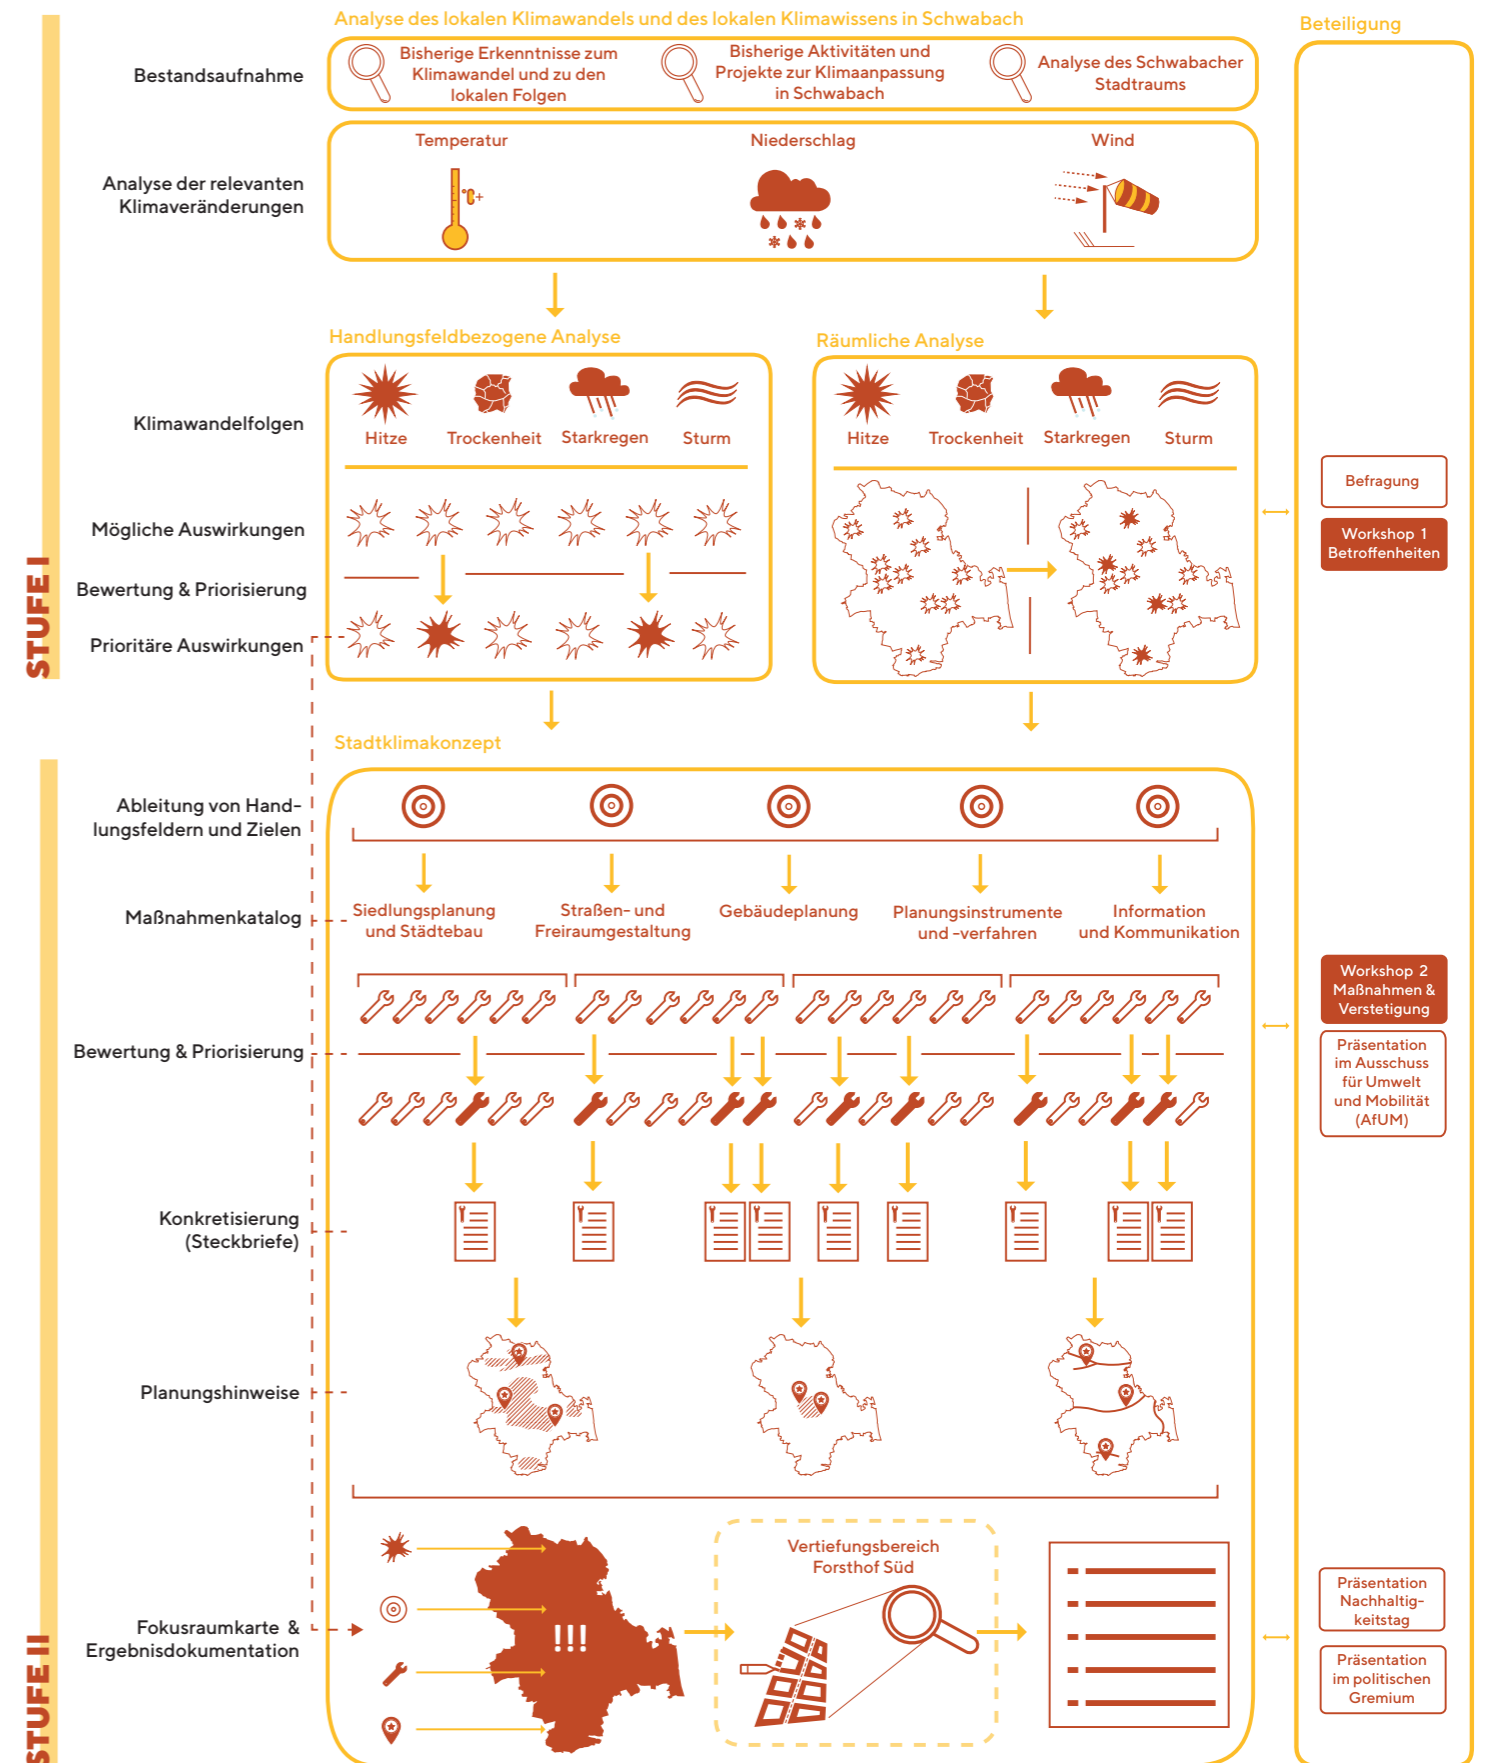 Analyse des lokalen Klimawandels und des lokalen Klimawissens in Schwabach
Beteiligung
Bestandsaufnahme
Bisherige Erkenntnisse zum
Klimawandel und zu den
lokalen Folgen
Bisherige Aktivitäten und
Projekte zur Klimaanpassung
in Schwabach
Analyse des Schwabacher
Stadtraums
Analyse der relevanten
Klimaveränderungen
Temperatur
°C+
Niederschlag
Wind
STUFE I
Handlungsfeldbezogene Analyse
Räumliche Analyse
Klimawandelfolgen
Hitze
Trockenheit
Starkregen
Sturm
Hitze
Trockenheit
Starkregen
Sturm
Mögliche Auswirkungen
Bewertung & Priorisierung
Prioritäre Auswirkungen
Befragung
Workshop 1
Betroffenheiten
Stadtklimakonzept
STUFE II
Ableitung von Hand-
lungsfeldern und Zielen
Maßnahmenkatalog
Siedlungsplanung
und Städtebau
Straßen- und
Freiraumgestaltung
Gebäudeplanung
Planungsinstrumente
und -verfahren
Information
und Kommunikation
Bewertung & Priorisierung
Workshop 2
Maßnahmen &
Verstetigung
Präsentation
im Ausschuss
für Umwelt
und Mobilität
(AfUM)
Konkretisierung
(Steckbriefe)
Planungshinweise
Fokusraumkarte &
Ergebnisdokumentation
!!!
Vertiefungsbereich
Forsthof Süd
Präsentation
Nachhaltig-
keitstag
Präsentation
im politischen
Gremium